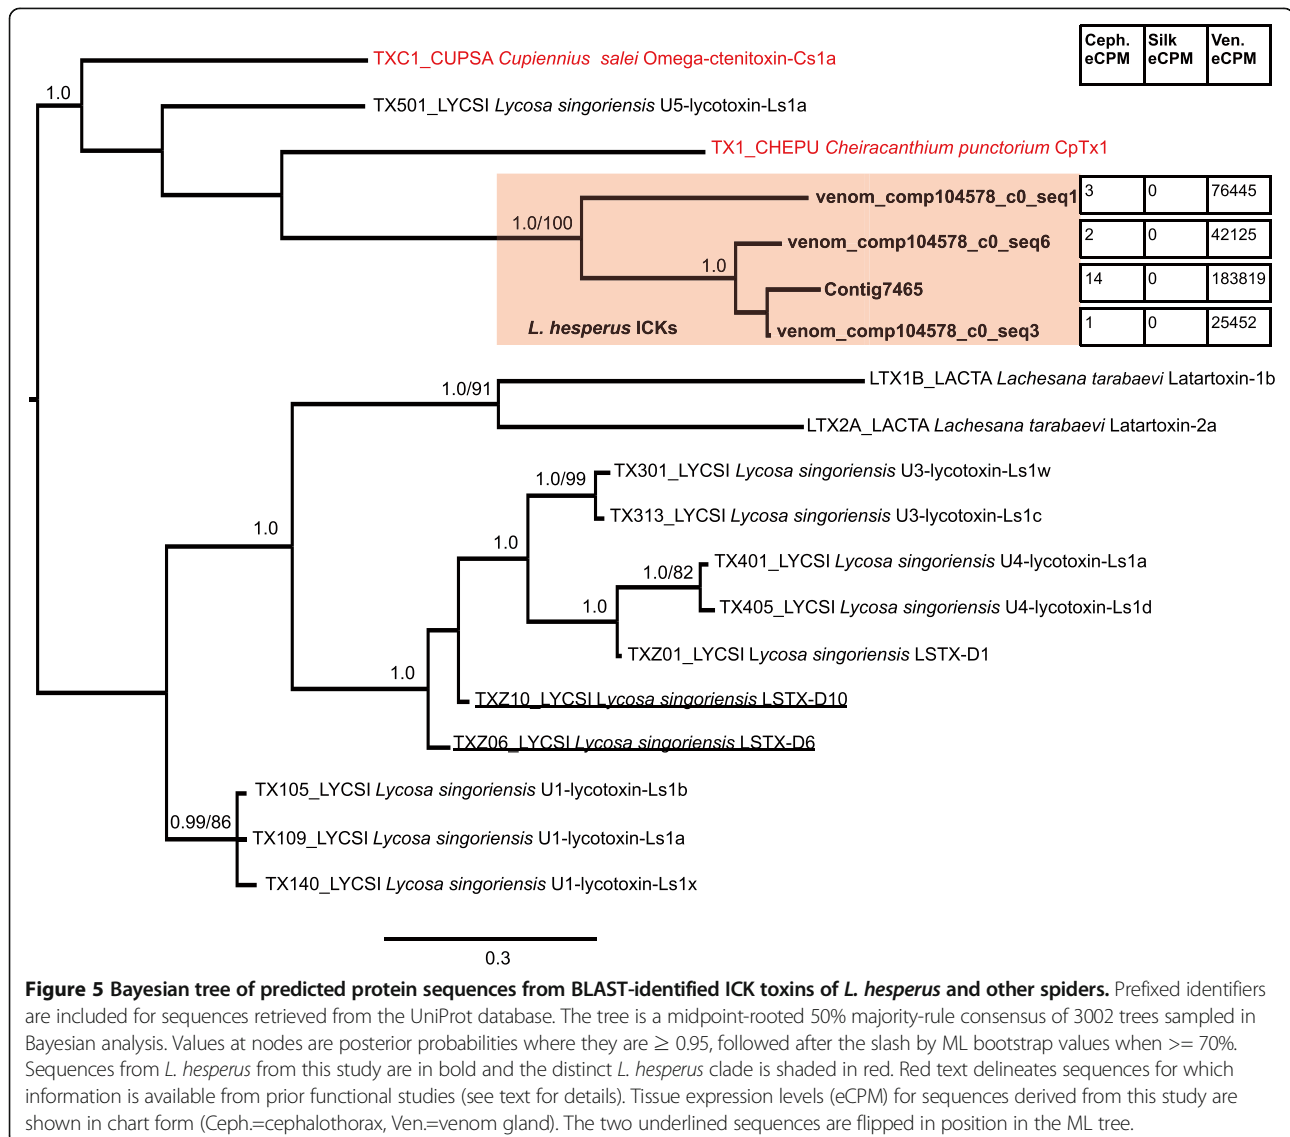 Ceph. eCPM Silk eCPM Ven. eCPM
TXC1_CUPSA Cupiennius salei Omega-ctenitoxin-Cs1a
1.0
TX501_LYCSI Lycosa singoriensis U5-lycotoxin-Ls1a
TX1_CHEPU Cheiracanthium punctorium CpTx1
venom_comp104578_c0_seq1 3 0 76445
1.0/100
venom_comp104578_c0_seq6 2 0 42125
1.0
Contig7465 14 0 183819
L. hesperus ICKs
venom_comp104578_c0_seq3 1 0 25452
LTX1B_LACTA Lachesana tarabaevi Latartoxin-1b
1.0/91
LTX2A_LACTA Lachesana tarabaevi Latartoxin-2a
TX301_LYCSI Lycosa singoriensis U3-lycotoxin-Ls1w
1.0/99
TX313_LYCSI Lycosa singoriensis U3-lycotoxin-Ls1c
1.0
1.0
TX401_LYCSI Lycosa singoriensis U4-lycotoxin-Ls1a
1.0/82
TX405_LYCSI Lycosa singoriensis U4-lycotoxin-Ls1d
1.0
TXZ01_LYCSI Lycosa singoriensis LSTX-D1
1.0
TXZ10_LYCSI Lycosa singoriensis LSTX-D10
TXZ06_LYCSI Lycosa singoriensis LSTX-D6
TX105_LYCSI Lycosa singoriensis U1-lycotoxin-Ls1b
0.99/86
TX109_LYCSI Lycosa singoriensis U1-lycotoxin-Ls1a
TX140_LYCSI Lycosa singoriensis U1-lycotoxin-Ls1x
0.3
Figure 5 Bayesian tree of predicted protein sequences from BLAST-identified ICK toxins of L. hesperus and other spiders. Prefixed identifiers
are included for sequences retrieved from the UniProt database. The tree is a midpoint-rooted 50% majority-rule consensus of 3002 trees sampled in
Bayesian analysis. Values at nodes are posterior probabilities where they are ≥ 0.95, followed after the slash by ML bootstrap values when >= 70%.
Sequences from L. hesperus from this study are in bold and the distinct L. hesperus clade is shaded in red. Red text delineates sequences for which
information is available from prior functional studies (see text for details). Tissue expression levels (eCPM) for sequences derived from this study are
shown in chart form (Ceph.=cephalothorax, Ven.=venom gland). The two underlined sequences are flipped in position in the ML tree.